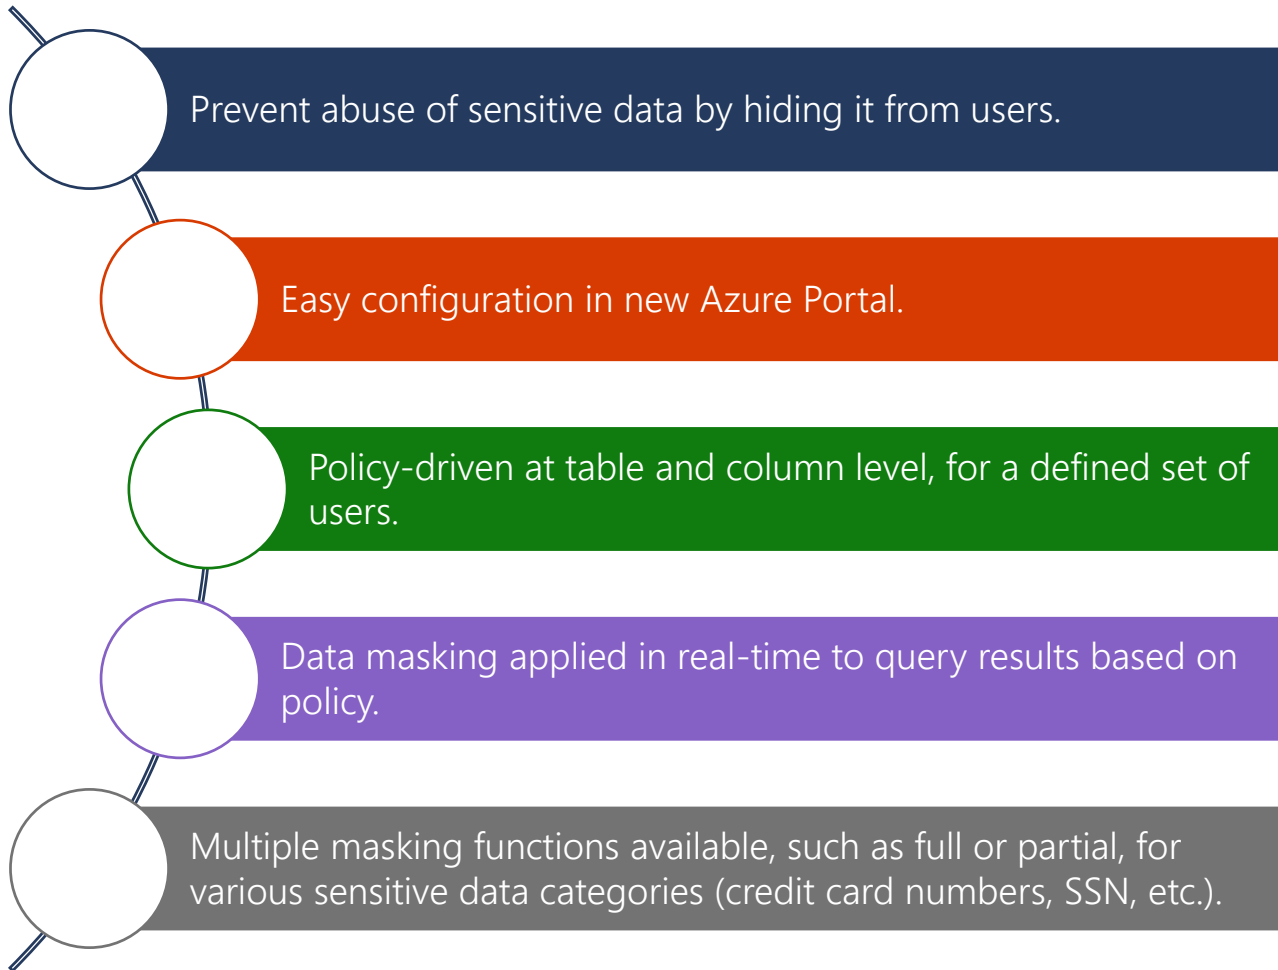 Prevent abuse of sensitive data by hiding it from users.
Easy configuration in new Azure Portal.
Policy-driven at table and column level, for a defined set of
users.
Data masking applied in real-time to query results based on
policy.
Multiple masking functions available, such as full or partial, for
various sensitive data categories (credit card numbers, SSN, etc.).